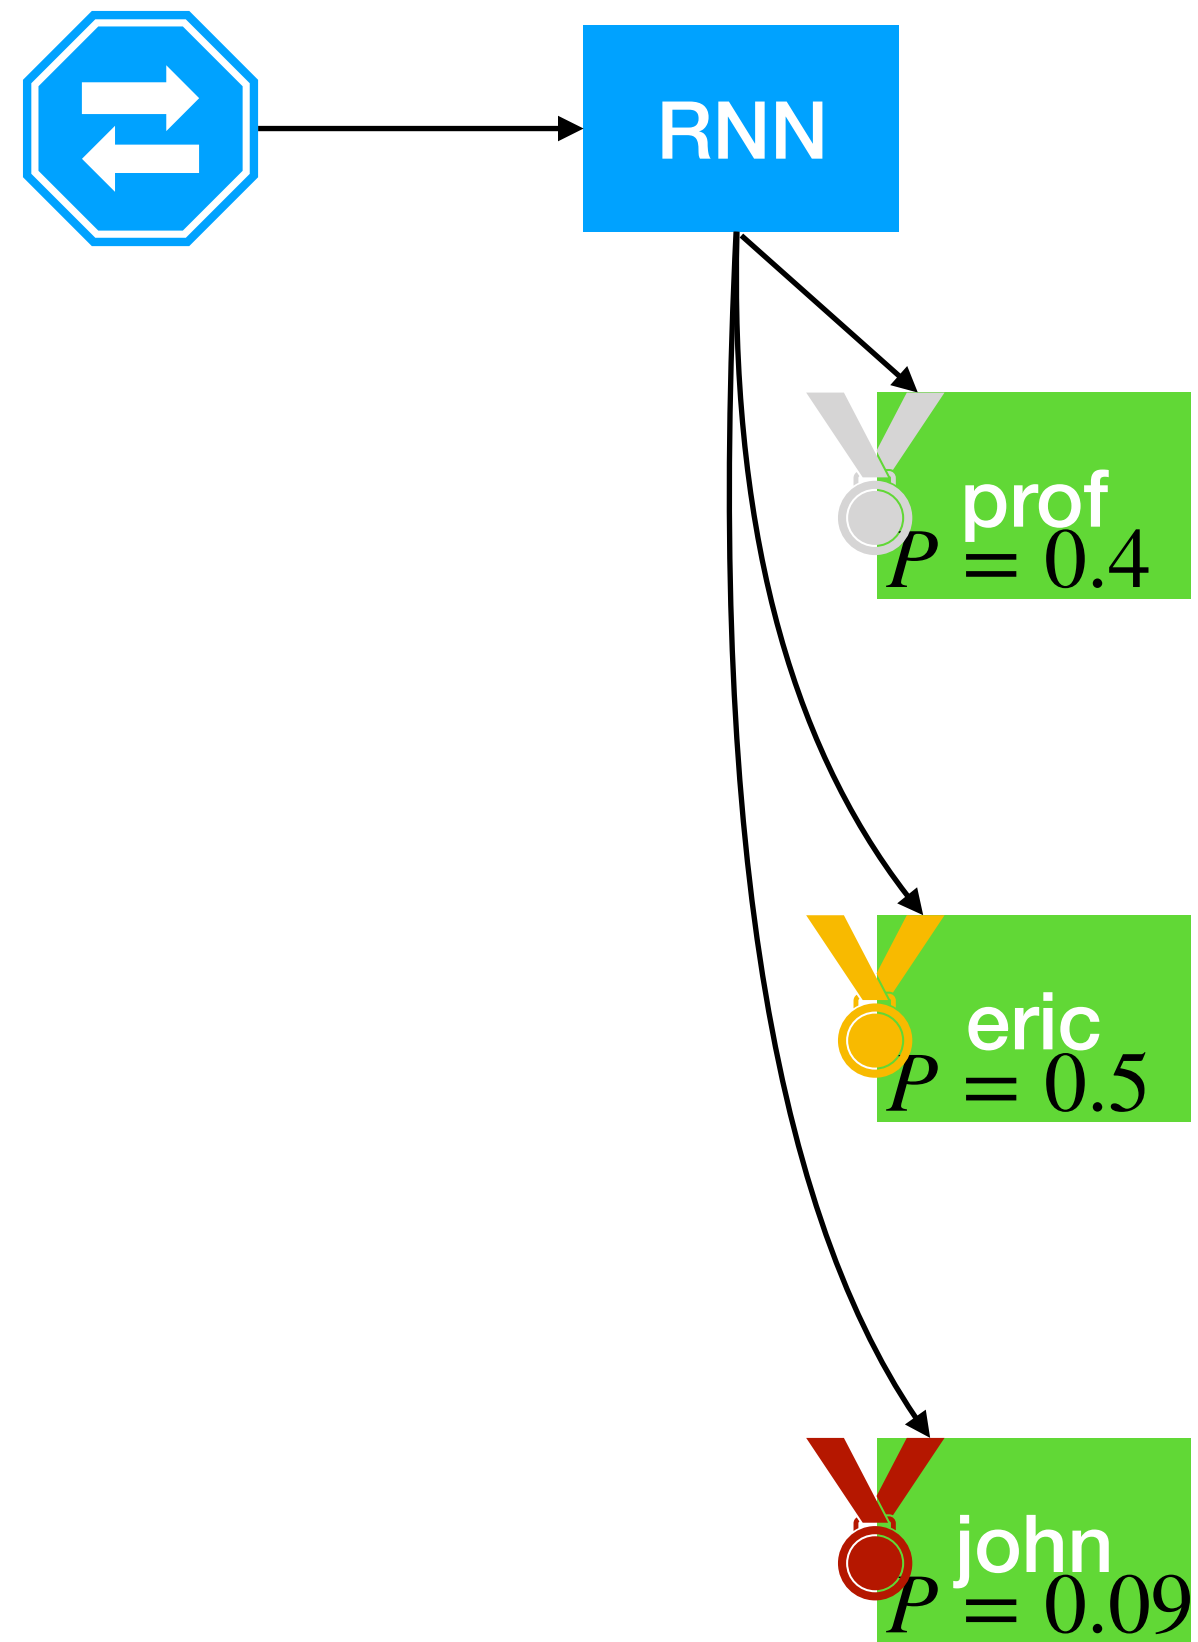 RNN
prof
P = 0.4
eric
P = 0.5
john
P = 0.09